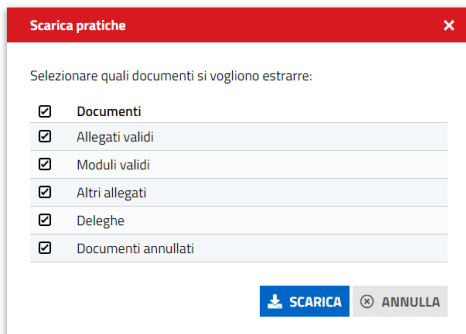 Scarica pratiche
Selezionare quali documenti si vogliono estrarre:
Documenti
Allegati validi
Moduli validi
Altri allegati
Deleghe
Documenti annullati
SCARICA ANNULLA